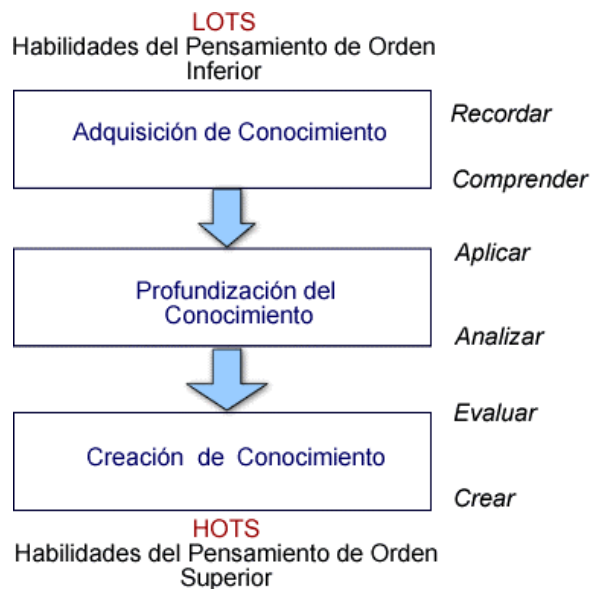 LOTS
Habilidades del Pensamiento de Orden
Inferior
Adquisición de Conocimiento
Recordar
Comprender
Profundización del
Conocimiento
Aplicar
Analizar
Creación de Conocimiento
Evaluar
Crear
HOTS
Habilidades del Pensamiento de Orden
Superior